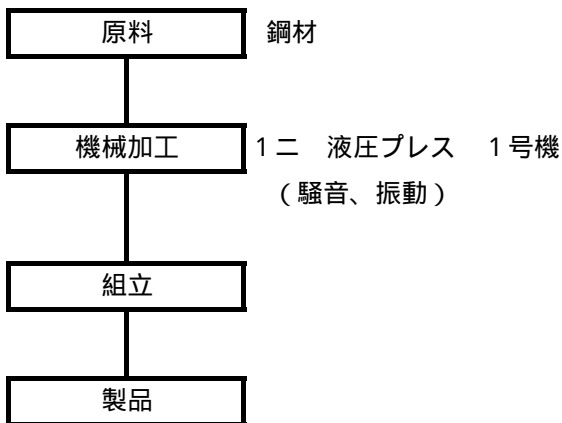 原料 鋼材
機械加工 1ニ 液圧プレス 1号機
(騒音、振動)
組立
製品